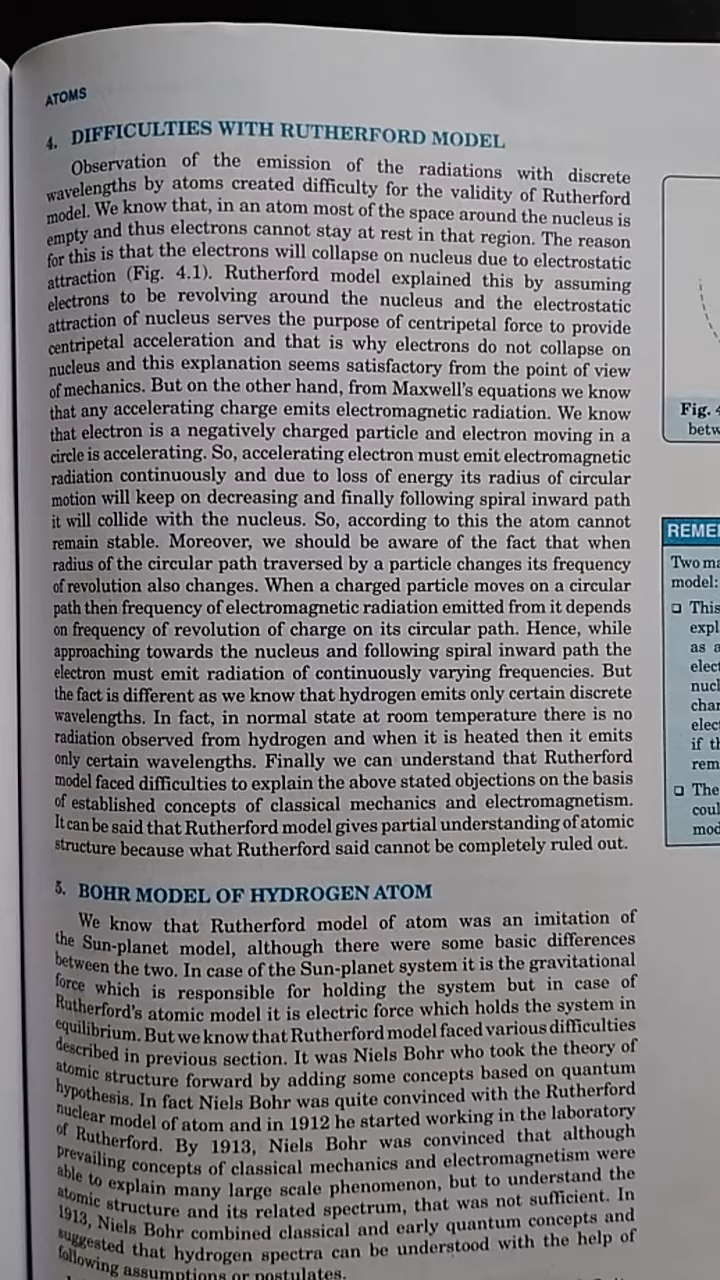 ATOMS
4. DIFFICULTIES WITH RUTHERFORD MODEL
Observation of the emission of the radiations with discrete
wavelengths by atoms created difficulty for the validity of Rutherford
model. We know that, in an atom most of the space around the nucleus is
empty and thus electrons cannot stay at rest in that region. The reason
for this is that the electrons will collapse on nucleus due to electrostatic
attraction (Fig. 4.1). Rutherford model explained this by assuming
electrons to be revolving around the nucleus and the electrostatic
attraction of nucleus serves the purpose of centripetal force to provide
centripetal acceleration and that is why electrons do not collapse on
nucleus and this explanation seems satisfactory from the point of view
of mechanics. But on the other hand, from Maxwell's equations we know
that any accelerating charge emits electromagnetic radiation. We know
that electron is a negatively charged particle and electron moving in a
circle is accelerating. So, accelerating electron must emit electromagnetic
radiation continuously and due to loss of energy its radius of circular
motion will keep on decreasing and finally following spiral inward path
it will collide with the nucleus. So, according to this the atom cannot
remain stable. Moreover, we should be aware of the fact that when
radius of the circular path traversed by a particle changes its frequency
of revolution also changes. When a charged particle moves on a circular
path then frequency of electromagnetic radiation emitted from it depends
on frequency of revolution of charge on its circular path. Hence, while
approaching towards the nucleus and following spiral inward path the
electron must emit radiation of continuously varying frequencies. But
the fact is different as we know that hydrogen emits only certain discrete
wavelengths. In fact, in normal state at room temperature there is no
radiation observed from hydrogen and when it is heated then it emits
only certain wavelengths. Finally we can understand that Rutherford
model faced difficulties to explain the above stated objections on the basis
of established concepts of classical mechanics and electromagnetism.
It can be said that Rutherford model gives partial understanding of atomic
structure because what Rutherford said cannot be completely ruled out.
5. BOHR MODEL OF HYDROGEN ATOM
We know that Rutherford model of atom was an imitation of
the Sun-planet model, although there were some basic differences
between the two. In case of the Sun-planet system it is the gravitational
force which is responsible for holding the system but in case of
Rutherford's atomic model it is electric force which holds the system in
equilibrium. But we know that Rutherford model faced various difficulties
described in previous section. It was Niels Bohr who took the theory of
atomic structure forward by adding some concepts based on quantum
hypothesis. In fact Niels Bohr was quite convinced with the Rutherford
nuclear model of atom and in 1912 he started working in the laboratory
of Rutherford. By 1913, Niels Bohr was convinced that although
prevailing concepts of classical mechanics and electromagnetism were
able to explain many large scale phenomenon, but to understand the
atomic structure and its related spectrum, that was not sufficient. In
1913, Niels Bohr combined classical and early quantum concepts and
suggested that hydrogen spectra can be understood with the help of
following assumptions or postulates.
Fig.
betw
REME
Two ma
model:
This
expl
as a
elect
nucl
char
elec
if th
rem
The
coul
mod